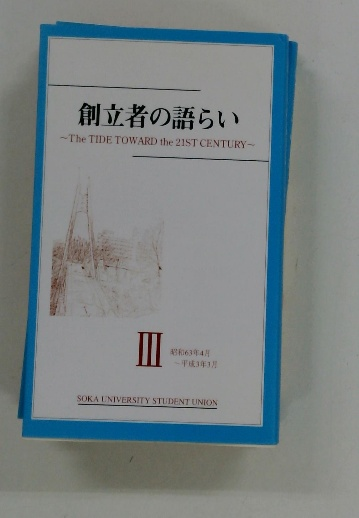 創立者の語らい
～The TIDE TOWARD the 21ST CENTURY～
III
昭和63年4月
～平成3年3月
SOKA UNIVERSITY STUDENT UNION